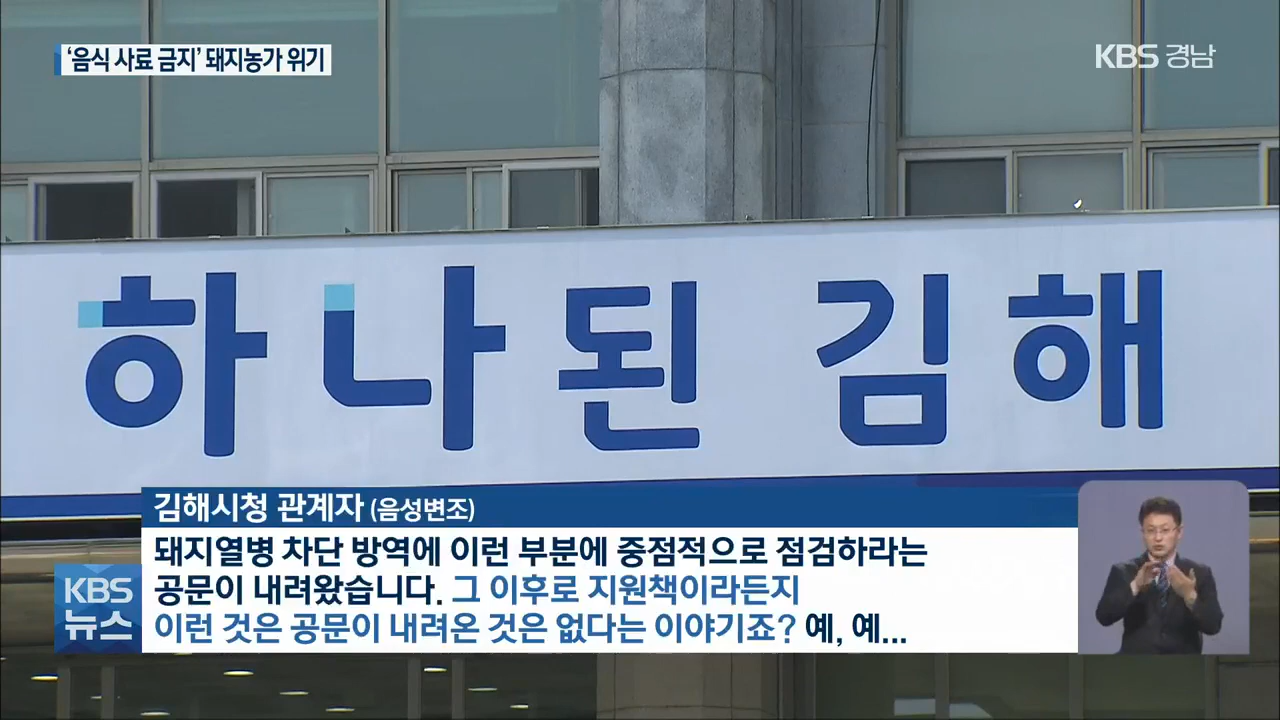 ‘음식 사료 금지’ 돼지농가 위기
KBS 경남
하나된 김해
김해시청 관계자 (음성변조)
돼지열병 차단 방역에 이런 부분에 중점적으로 점검하라는
공문이 내려왔습니다. 그 이후로 지원책이라든지
이런 것은 공문이 내려온 것은 없다는 이야기죠? 예, 예...
KBS
뉴스